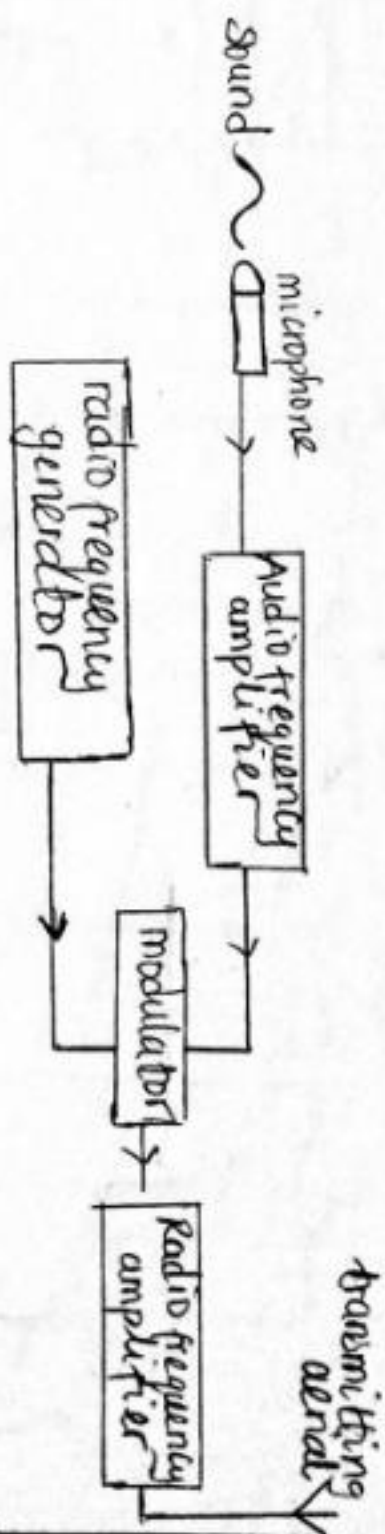 sound
microphone
Audio frequency
amplifier
radio frequency
generator
modulator
Radio frequency
amplifier
transmitting
aerial